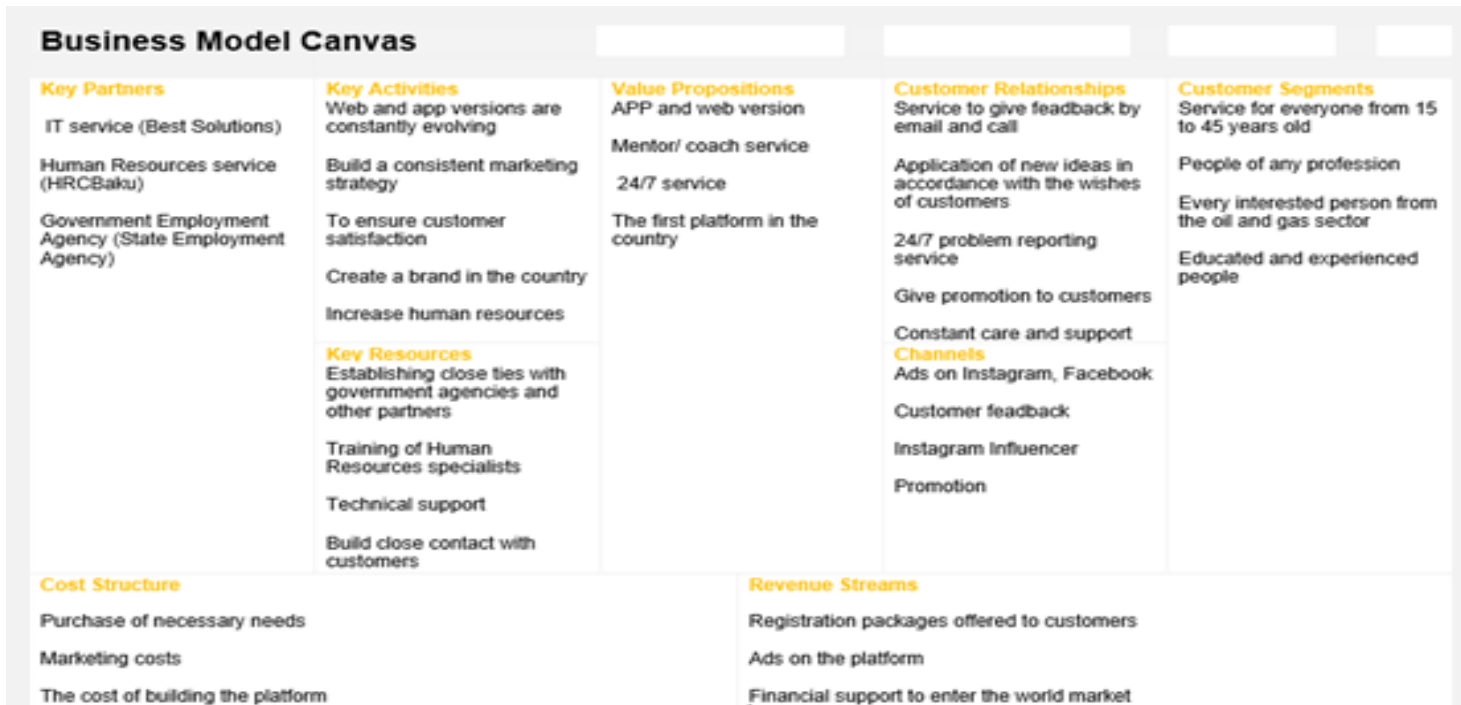 Business Model Canvas
Key Partners
IT service (Best Solutions)
Human Resources service
(HRCBaku)
Government Employment
Agency (State Employment
Agency)
Key Activities
Web and app versions are
constantly evolving
Build a consistent marketing
strategy
To ensure customer
satisfaction
Create a brand in the country
Increase human resources
Key Resources
Establishing close ties with
government agencies and
other partners
Training of Human
Resources specialists
Technical support
Build close contact with
customers
Value Propositions
APP and web version
Mentor/ coach service
24/7 service
The first platform in the
country
Customer Relationships
Service to give feadback by
email and call
Application of new ideas in
accordance with the wishes
of customers
24/7 problem reporting
service
Give promotion to customers
Constant care and support
Channels
Ads on Instagram, Facebook
Customer feadback
Instagram Influencer
Promotion
Customer Segments
Service for everyone from 15
to 45 years old
People of any profession
Every interested person from
the oil and gas sector
Educated and experienced
people
Cost Structure
Purchase of necessary needs
Marketing costs
The cost of building the platform
Revenue Streams
Registration packages offered to customers
Ads on the platform
Financial support to enter the world market